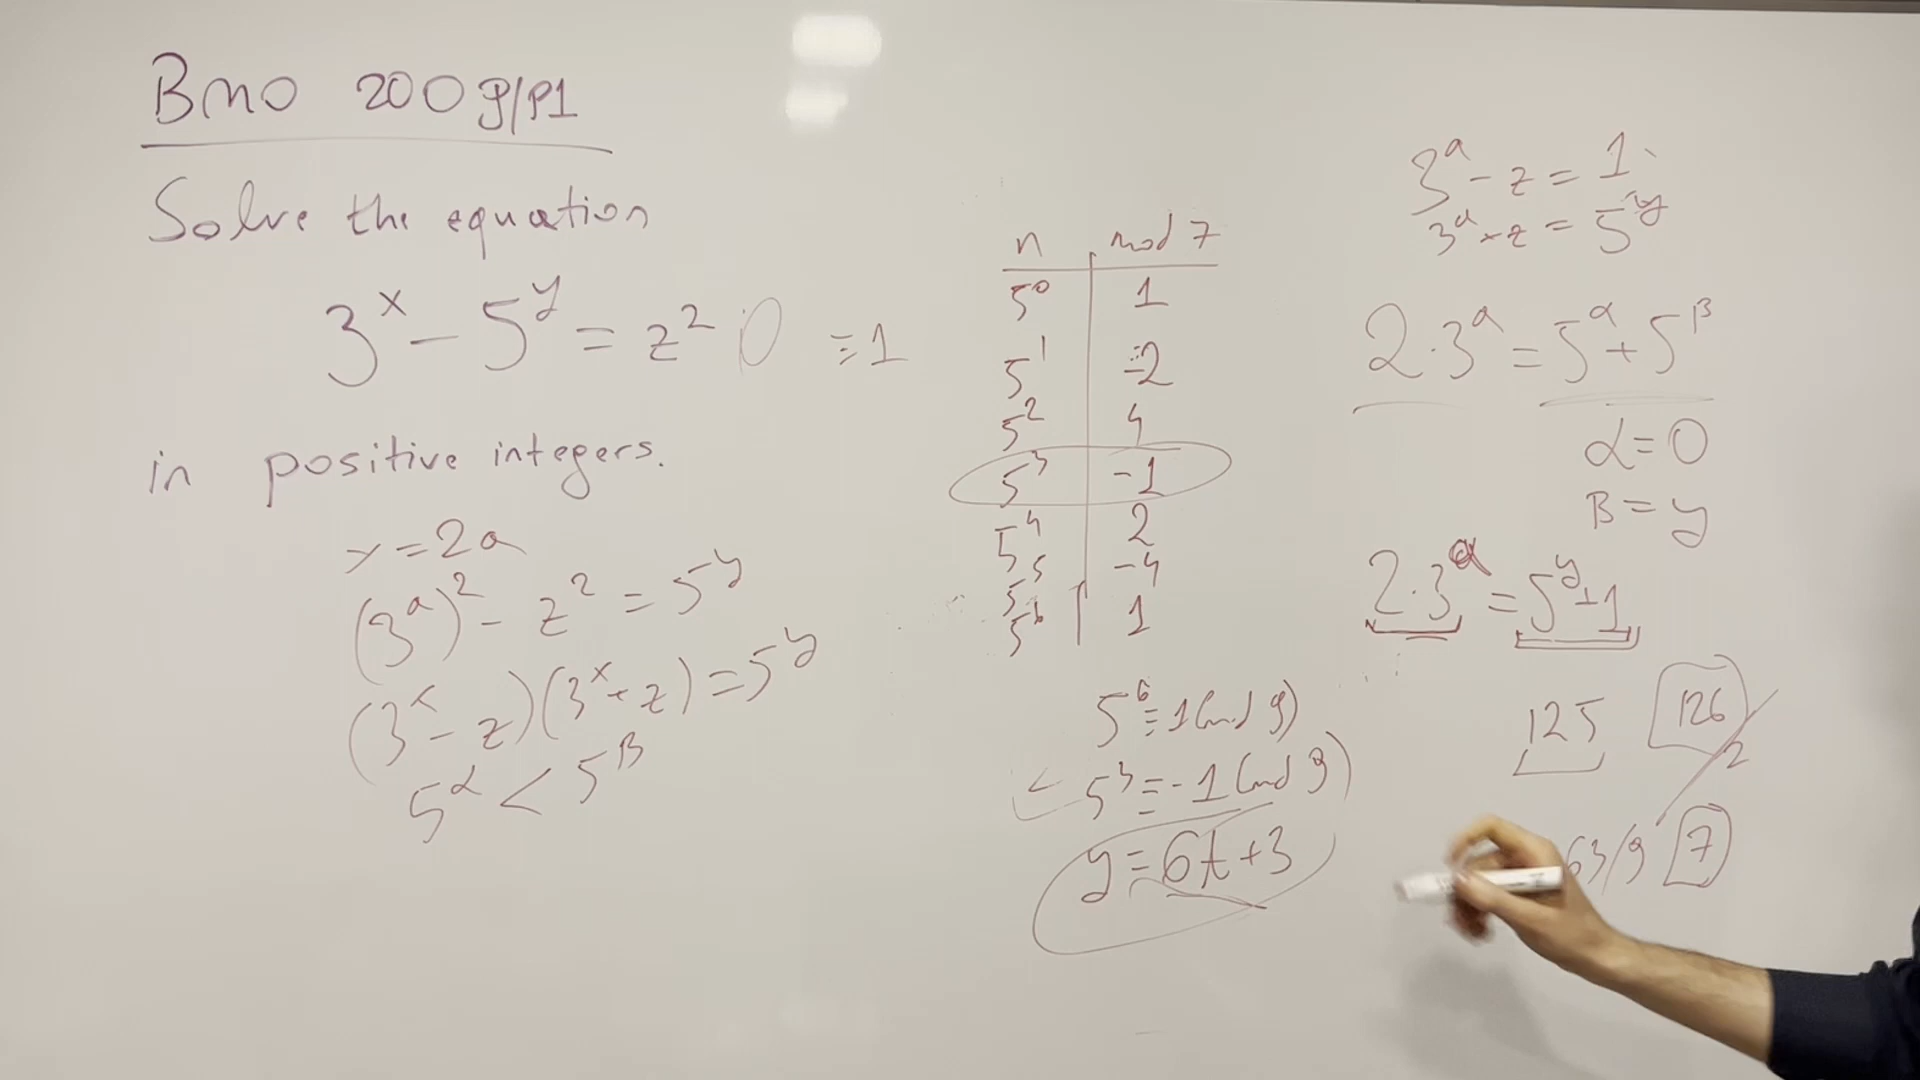 BMO 2009/P1
Solve the equation
3^x - 5^y = z^2 0 ≡1
in positive integers.
x = 2a
(3^a)^2 - z^2 = 5^y
(3^x - z)(3^x + z) = 5^y
5^α < 5^β
n | mod 7
5^0 | 1
5^1 | -2
5^2 | 4
5^3 | -1
5^4 | 2
5^5 | -4
5^6 | 1
5^6 ≡ 1 (mod 9)
5^3 ≡ -1 (mod 9)
y = 6t + 3
3^a - z = 1
3^a + z = 5^y
2·3^a = 5^α + 5^β
α = 0
β = y
2·3^a = 5^y + 1
125 126
2
63/9 7